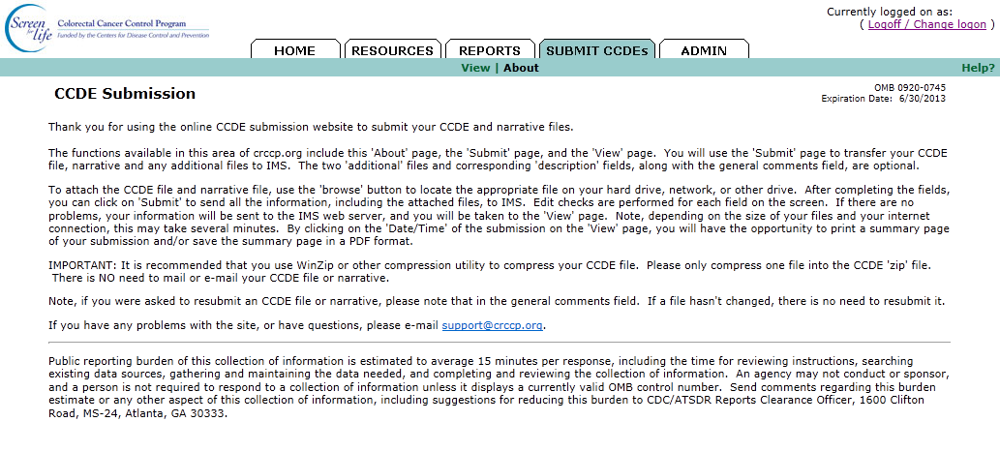 Screen for Life
Colorectal Cancer Control Program
Funded by the Centers for Disease Control and Prevention
Currently logged on as:
( Logoff / Change logon )
HOME RESOURCES REPORTS SUBMIT CCDEs ADMIN
View | About Help?
CCDE Submission
OMB 0920-0745
Expiration Date: 6/30/2013
Thank you for using the online CCDE submission website to submit your CCDE and narrative files.
The functions available in this area of crccp.org include this 'About' page, the 'Submit' page, and the 'View' page. You will use the 'Submit' page to transfer your CCDE
file, narrative and any additional files to IMS. The two 'additional' files and corresponding 'description' fields, along with the general comments field, are optional.
To attach the CCDE file and narrative file, use the 'browse' button to locate the appropriate file on your hard drive, network, or other drive. After completing the fields,
you can click on 'Submit' to send all the information, including the attached files, to IMS. Edit checks are performed for each field on the screen. If there are no
problems, your information will be sent to the IMS web server, and you will be taken to the 'View' page. Note, depending on the size of your files and your internet
connection, this may take several minutes. By clicking on the 'Date/Time' of the submission on the 'View' page, you will have the opportunity to print a summary page
of your submission and/or save the summary page in a PDF format.
IMPORTANT: It is recommended that you use WinZip or other compression utility to compress your CCDE file. Please only compress one file into the CCDE 'zip' file.
There is NO need to mail or e-mail your CCDE file or narrative.
Note, if you were asked to resubmit an CCDE file or narrative, please note that in the general comments field. If a file hasn't changed, there is no need to resubmit it.
If you have any problems with the site, or have questions, please e-mail support@crccp.org.
Public reporting burden of this collection of information is estimated to average 15 minutes per response, including the time for reviewing instructions, searching
existing data sources, gathering and maintaining the data needed, and completing and reviewing the collection of information. An agency may not conduct or sponsor,
and a person is not required to respond to a collection of information unless it displays a currently valid OMB control number. Send comments regarding this burden
estimate or any other aspect of this collection of information, including suggestions for reducing this burden to CDC/ATSDR Reports Clearance Officer, 1600 Clifton
Road, MS-24, Atlanta, GA 30333.